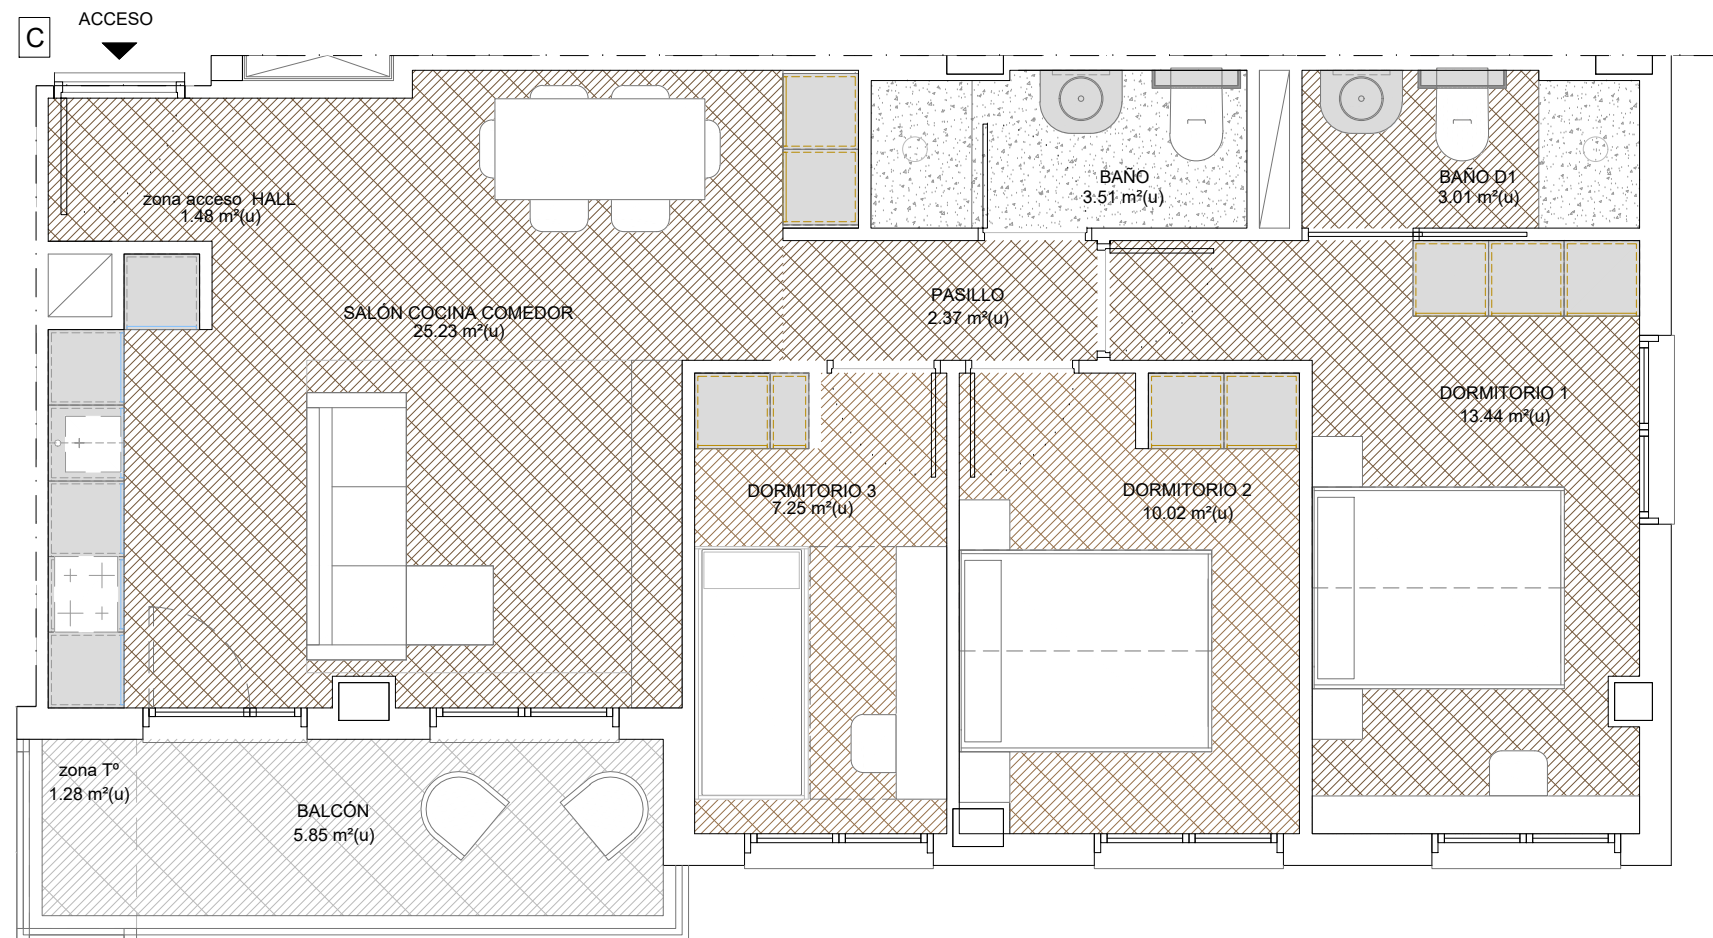 ACCESO
C
zona acceso HALL
1.48 m²(u)
BAÑO
3.51 m²(u)
BAÑO D1
3.01 m²(u)
SALÓN COCINA COMEDOR
25.23 m²(u)
PASILLO
2.37 m²(u)
DORMITORIO 1
13.44 m²(u)
DORMITORIO 3
7.25 m²(u)
DORMITORIO 2
10.02 m²(u)
zona Tº
1.28 m²(u)
BALCÓN
5.85 m²(u)